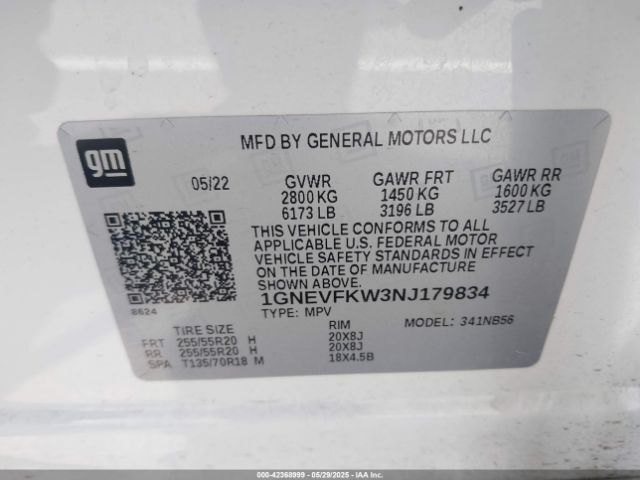 gm
MFD BY GENERAL MOTORS LLC
05/22 GVWR GAWR FRT GAWR RR
2800 KG 1450 KG 1600 KG
6173 LB 3196 LB 3527 LB
THIS VEHICLE CONFORMS TO ALL
APPLICABLE U.S. FEDERAL MOTOR
VEHICLE SAFETY STANDARDS IN EFFECT
ON THE DATE OF MANUFACTURE
SHOWN ABOVE.
8624
1GNEVFKW3NJ179834
TYPE: MPV MODEL: 341NB56
TIRE SIZE RIM
FRT 255/55R20 H 20X8J
RR 255/55R20 H 20X8J
SPA T135/70R18 M 18X4.5B
000-42368999 • 05/29/2025 • IAAI.COM